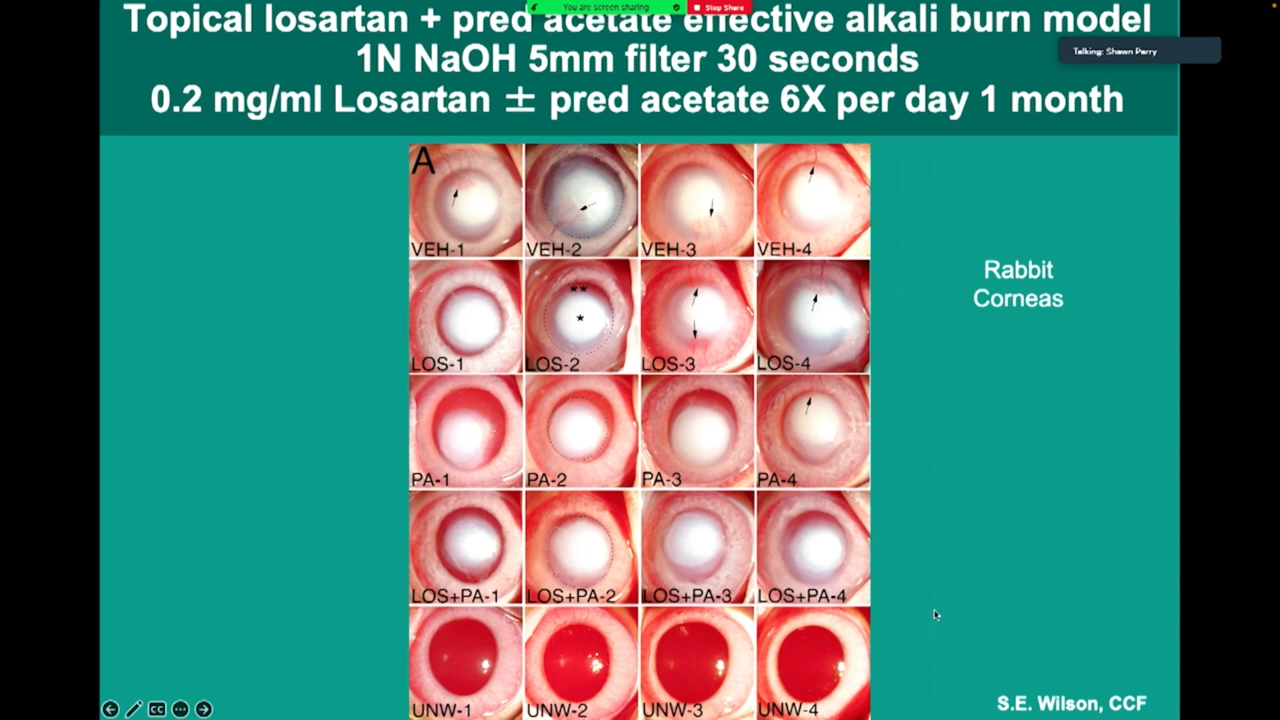 You are screen sharing Stop Share
Topical losartan + pred acetate effective alkali burn model
Talking: Shawn Perry
1N NaOH 5mm filter 30 seconds
0.2 mg/ml Losartan ± pred acetate 6X per day 1 month
A
VEH-1 VEH-2 VEH-3 VEH-4
Rabbit
Corneas
LOS-1 LOS-2 LOS-3 LOS-4
PA-1 PA-2 PA-3 PA-4
LOS+PA-1 LOS+PA-2 LOS+PA-3 LOS+PA-4
UNW-1 UNW-2 UNW-3 UNW-4
S.E. Wilson, CCF
CC